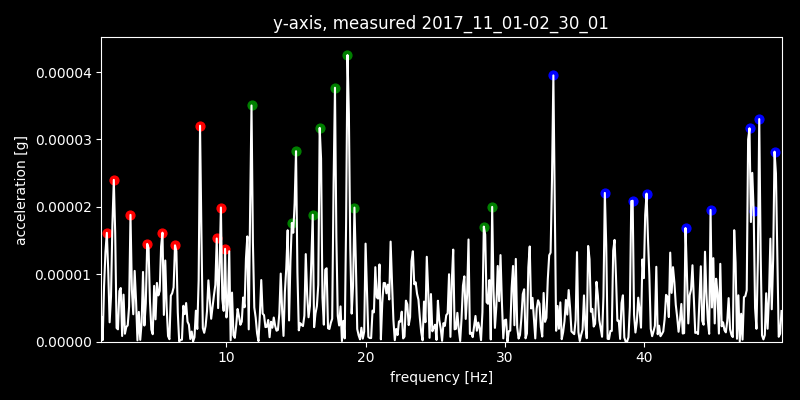 y-axis, measured 2017_11_01-02_30_01
acceleration [g]
0.00004
0.00003
0.00002
0.00001
0.00000
10 20 30 40
frequency [Hz]